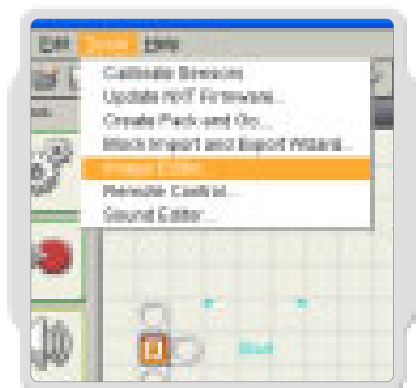 Edit Tools Help
Calibrate Sensors
Update NXT Firmware...
Create Pack and Go...
Block Import and Export Wizard...
Image Editor...
Remote Control...
Sound Editor...
Start